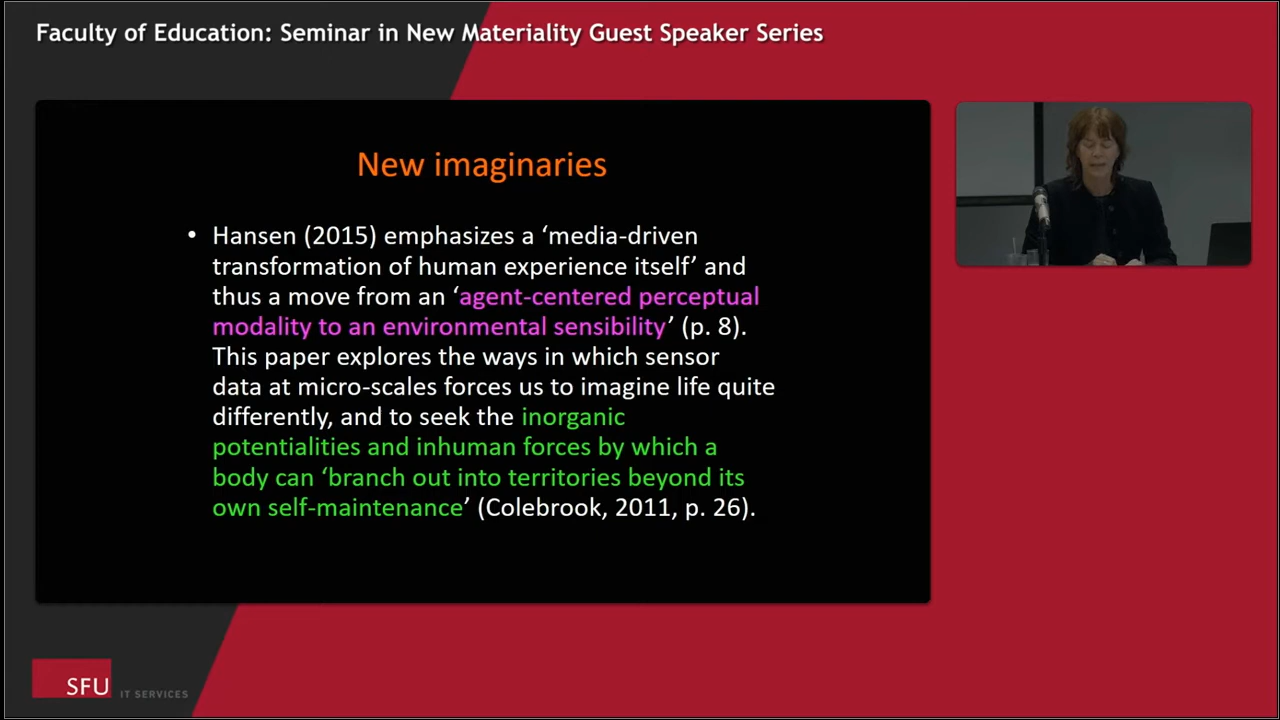 Faculty of Education: Seminar in New Materiality Guest Speaker Series
New imaginaries
• Hansen (2015) emphasizes a ‘media-driven
transformation of human experience itself’ and
thus a move from an ‘agent-centered perceptual
modality to an environmental sensibility’ (p. 8).
This paper explores the ways in which sensor
data at micro-scales forces us to imagine life quite
differently, and to seek the inorganic
potentialities and inhuman forces by which a
body can ‘branch out into territories beyond its
own self-maintenance’ (Colebrook, 2011, p. 26).
SFU IT SERVICES